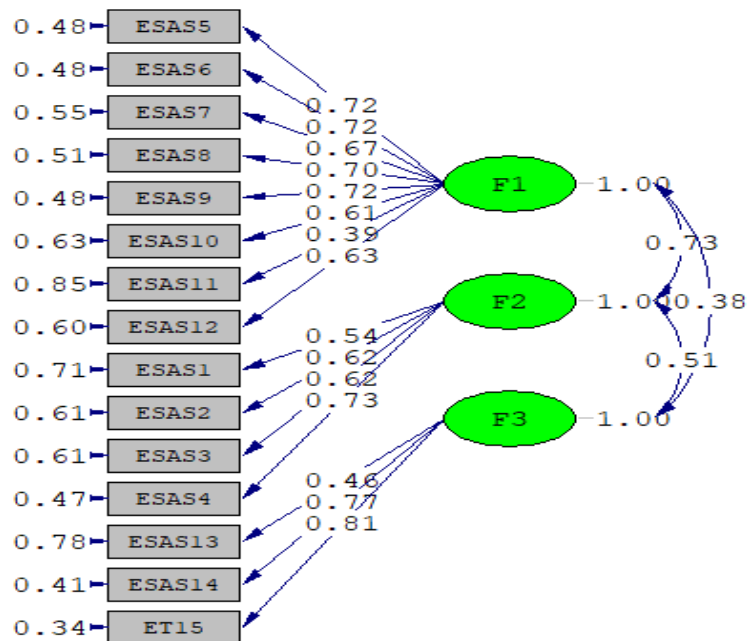 0.48 ESAS5
0.48 ESAS6
0.55 ESAS7
0.51 ESAS8
0.48 ESAS9
0.63 ESAS10
0.85 ESAS11
0.60 ESAS12
0.71 ESAS1
0.61 ESAS2
0.61 ESAS3
0.47 ESAS4
0.78 ESAS13
0.41 ESAS14
0.34 ET15
0.72
0.72
0.67
0.70
0.72
0.61
0.39
0.63
0.54
0.62
0.62
0.73
0.46
0.77
0.81
F1 1.00
F2 1.00
F3 1.00
0.73
0.38
0.51